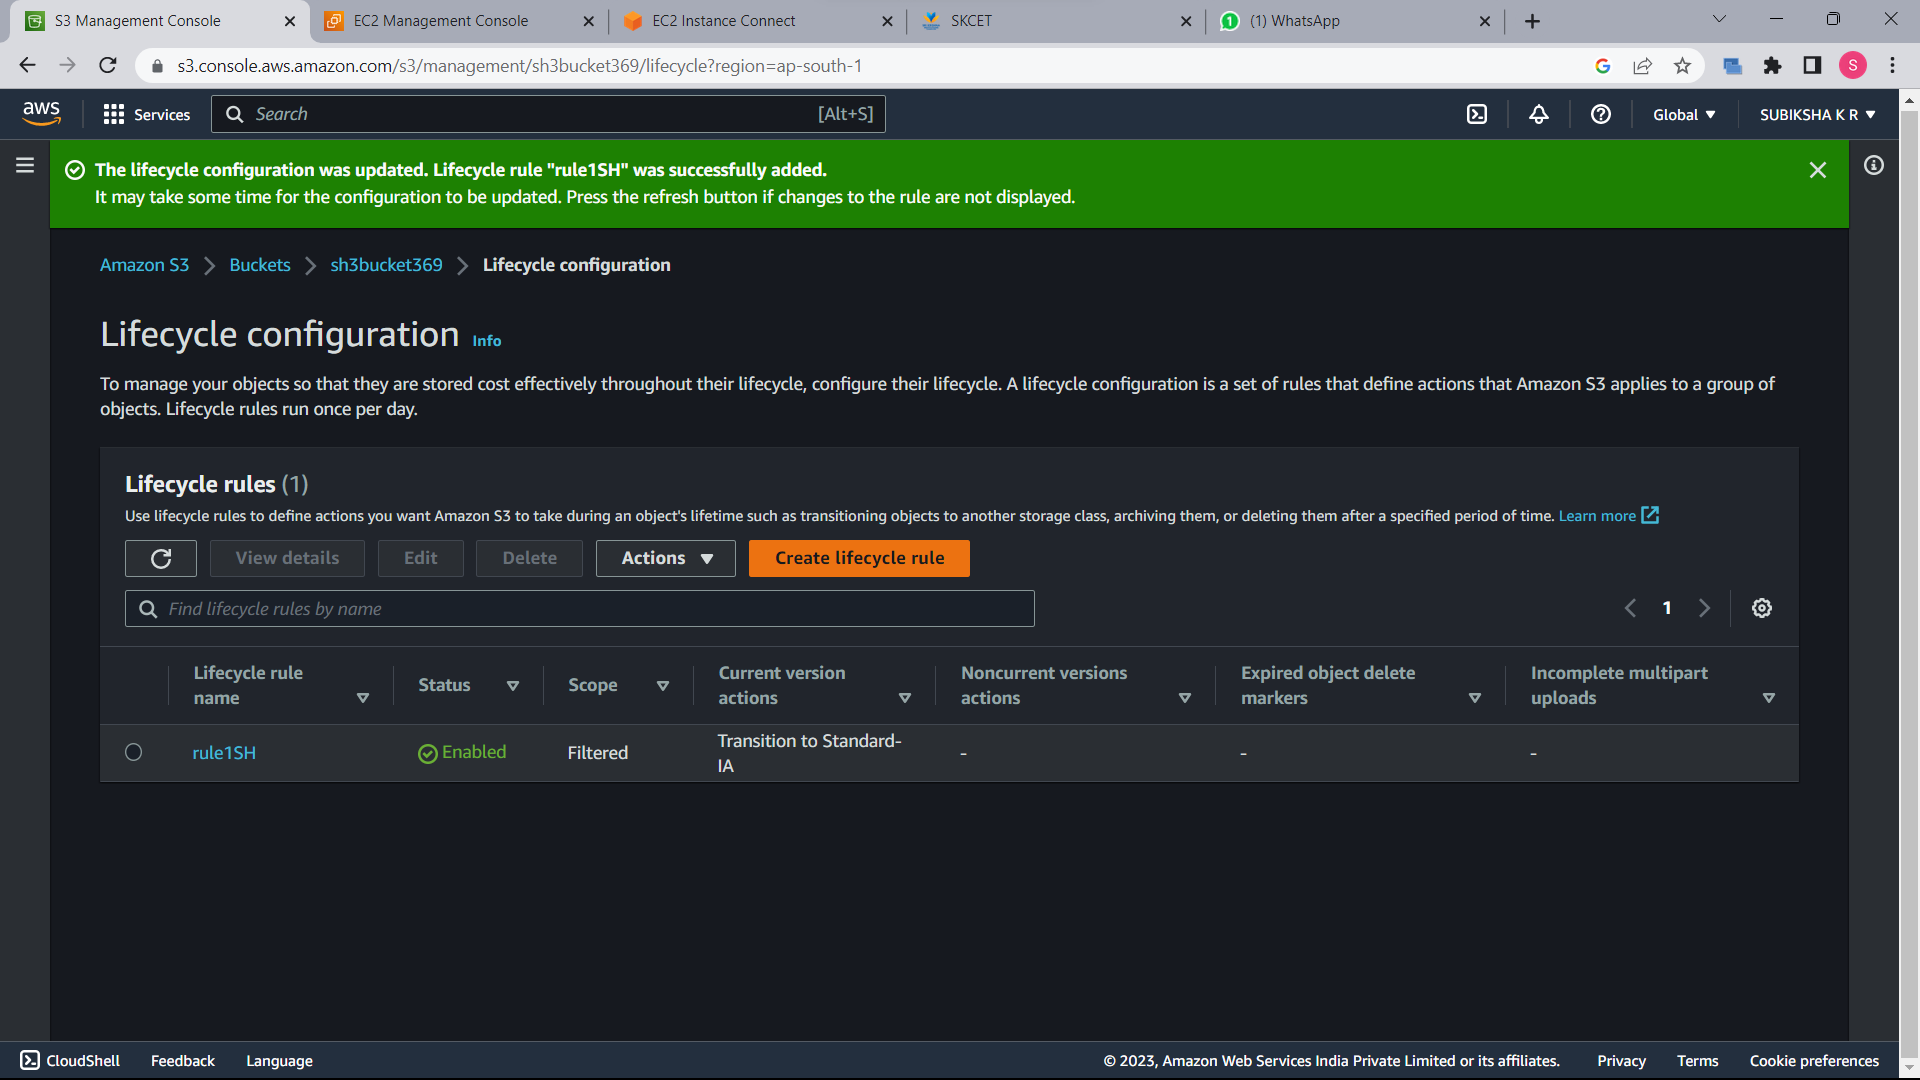 S3 Management Console
EC2 Management Console
EC2 Instance Connect
SKCET
1
(1) WhatsApp
s3.console.aws.amazon.com/s3/management/sh3bucket369/lifecycle?region=ap-south-1
S
aws
Services
Search
[Alt+S]
Global
SUBIKSHA K R
The lifecycle configuration was updated. Lifecycle rule "rule1SH" was successfully added.
It may take some time for the configuration to be updated. Press the refresh button if changes to the rule are not displayed.
Amazon S3
Buckets
sh3bucket369
Lifecycle configuration
Lifecycle configuration Info
To manage your objects so that they are stored cost effectively throughout their lifecycle, configure their lifecycle. A lifecycle configuration is a set of rules that define actions that Amazon S3 applies to a group of
objects. Lifecycle rules run once per day.
Lifecycle rules (1)
Use lifecycle rules to define actions you want Amazon S3 to take during an object's lifetime such as transitioning objects to another storage class, archiving them, or deleting them after a specified period of time. Learn more
View details
Edit
Delete
Actions
Create lifecycle rule
Find lifecycle rules by name
1
Lifecycle rule
name
Status
Scope
Current version
actions
Noncurrent versions
actions
Expired object delete
markers
Incomplete multipart
uploads
rule1SH
Enabled
Filtered
Transition to Standard-
IA
-
-
-
CloudShell
Feedback
Language
© 2023, Amazon Web Services India Private Limited or its affiliates.
Privacy
Terms
Cookie preferences